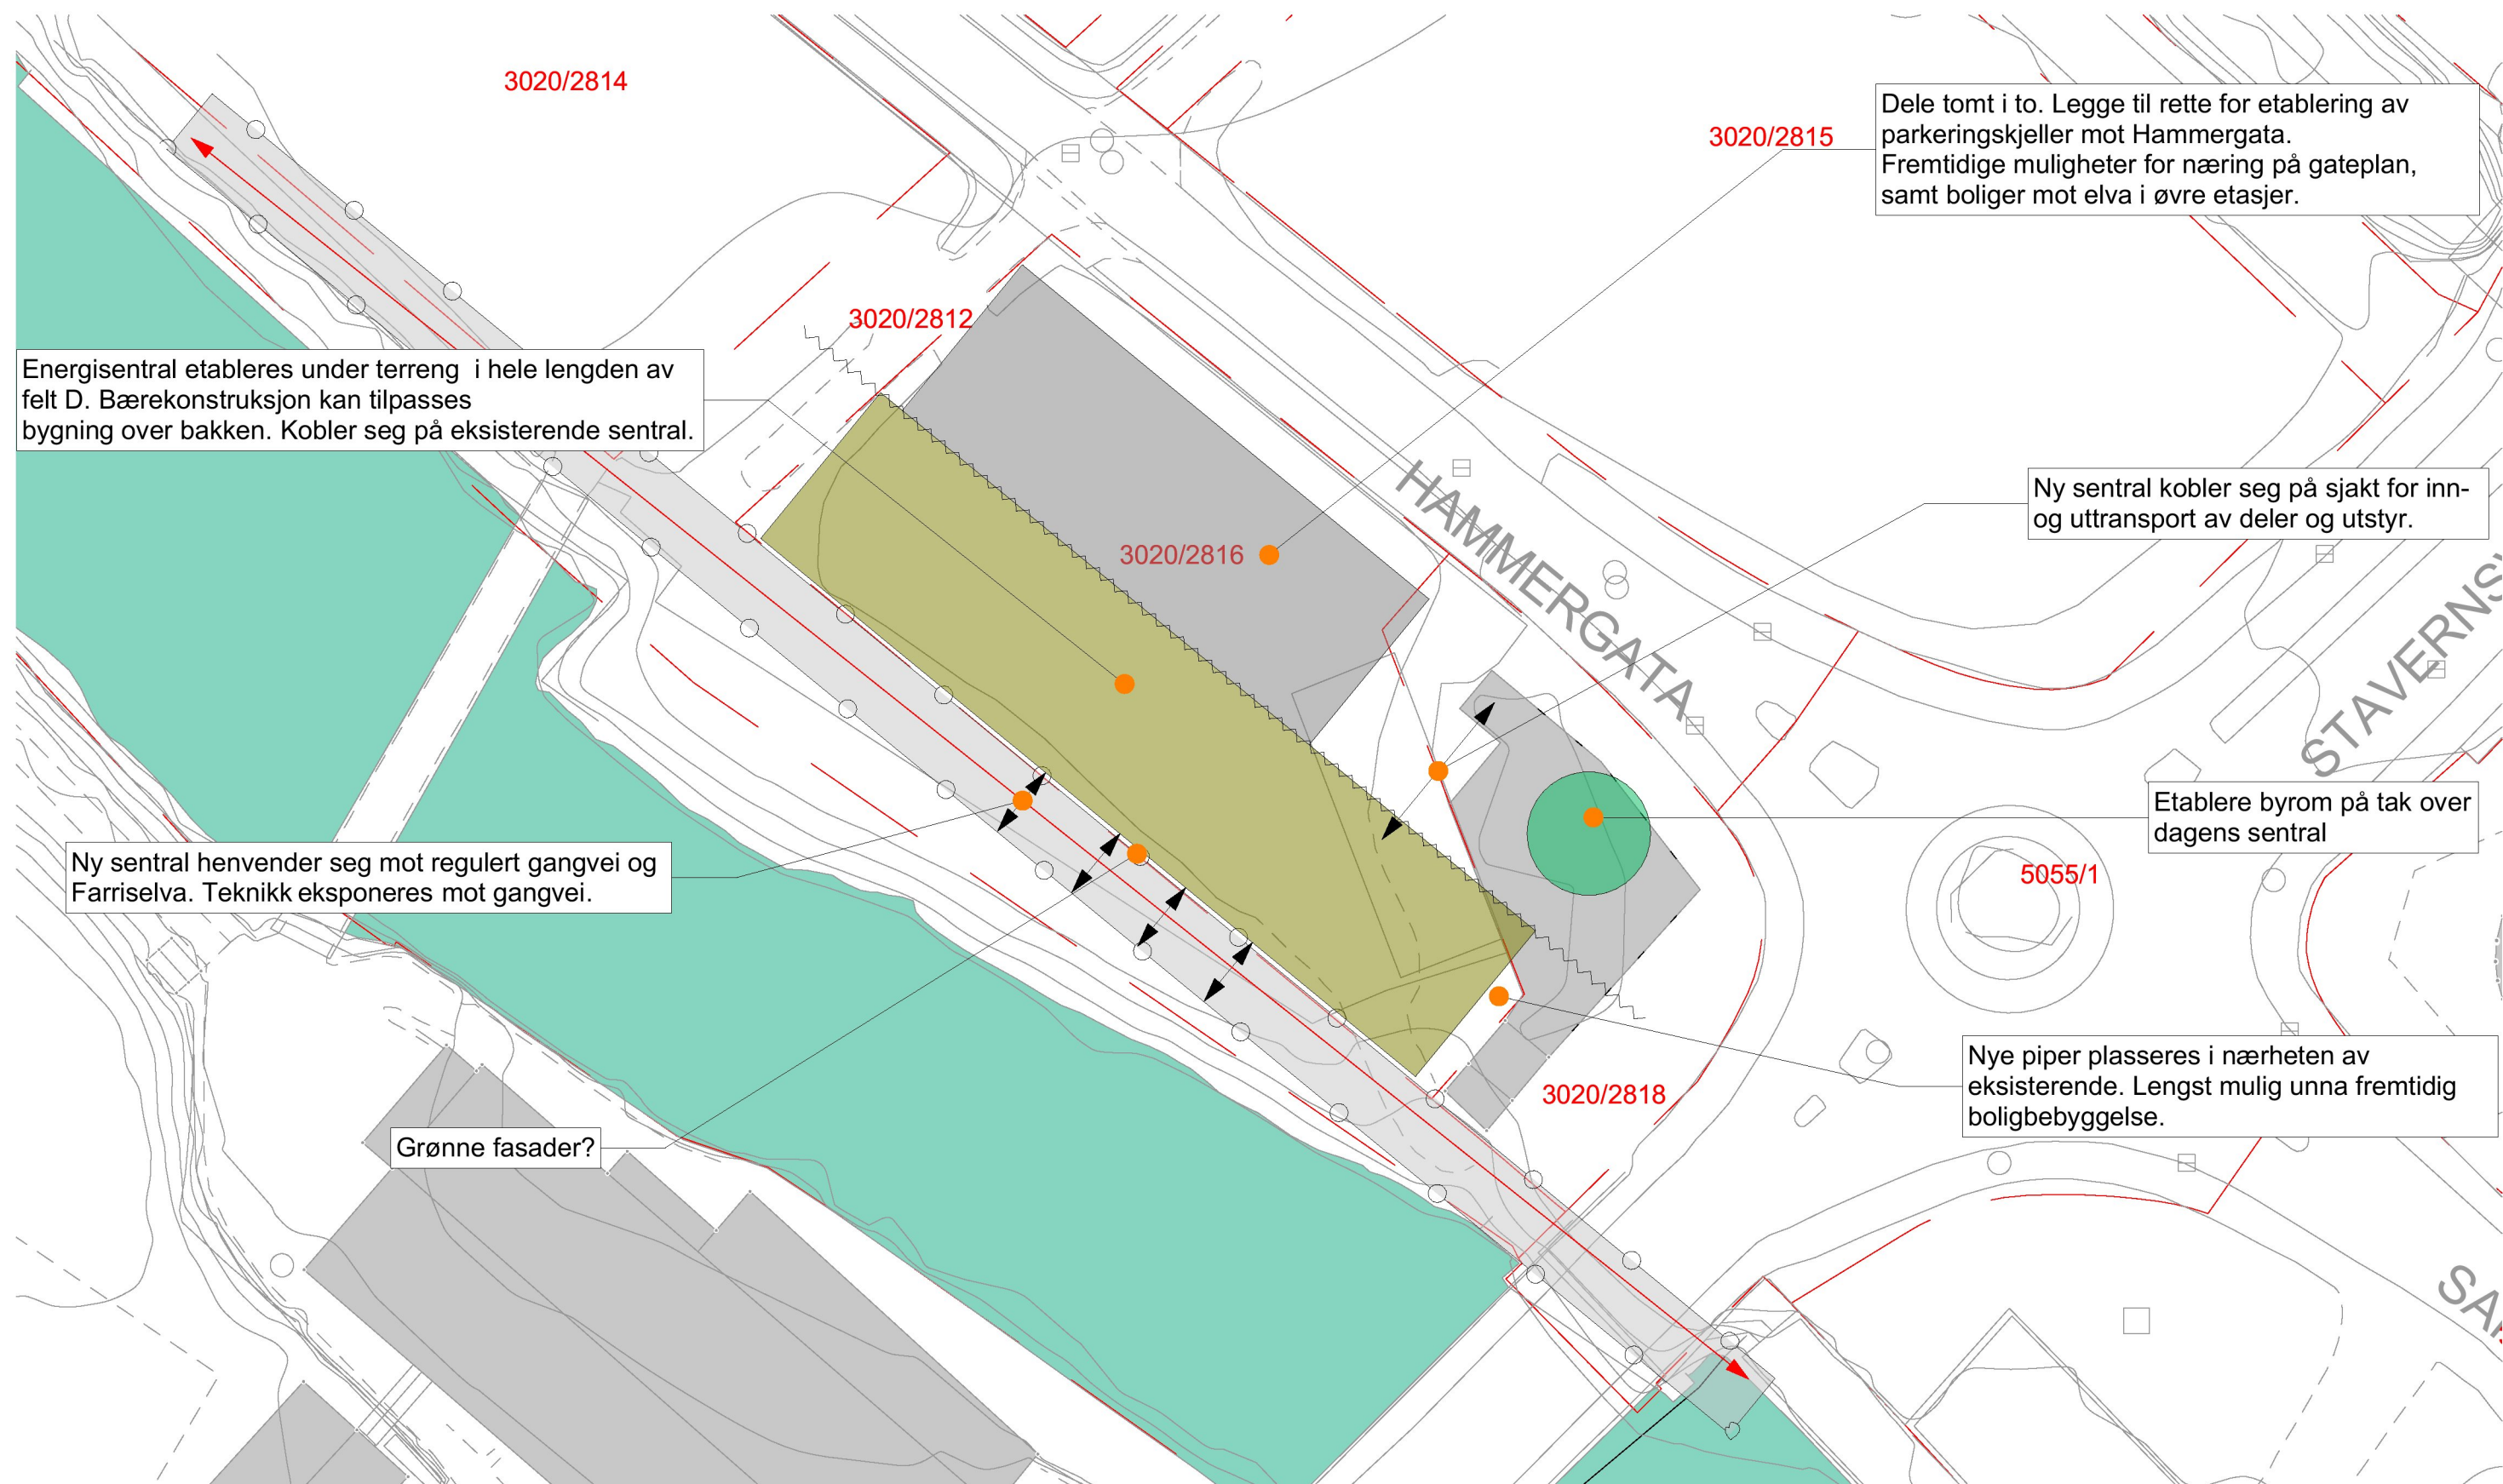 3020/2814
Dele tomt i to. Legge til rette for etablering av
parkeringskjeller mot Hammergata.
Fremtidige muligheter for næring på gateplan,
samt boliger mot elva i øvre etasjer.
3020/2815
3020/2812
Energisentral etableres under terreng  i hele lengden av
felt D. Bærekonstruksjon kan tilpasses
bygning over bakken. Kobler seg på eksisterende sentral.
HAMMERGATA
Ny sentral kobler seg på sjakt for inn-
og uttransport av deler og utstyr.
3020/2816
STAVERNS
Etablere byrom på tak over
dagens sentral
5055/1
Ny sentral henvender seg mot regulert gangvei og
Farriselva. Teknikk eksponeres mot gangvei.
Nye piper plasseres i nærheten av
eksisterende. Lengst mulig unna fremtidig
boligbebyggelse.
3020/2818
Grønne fasader?